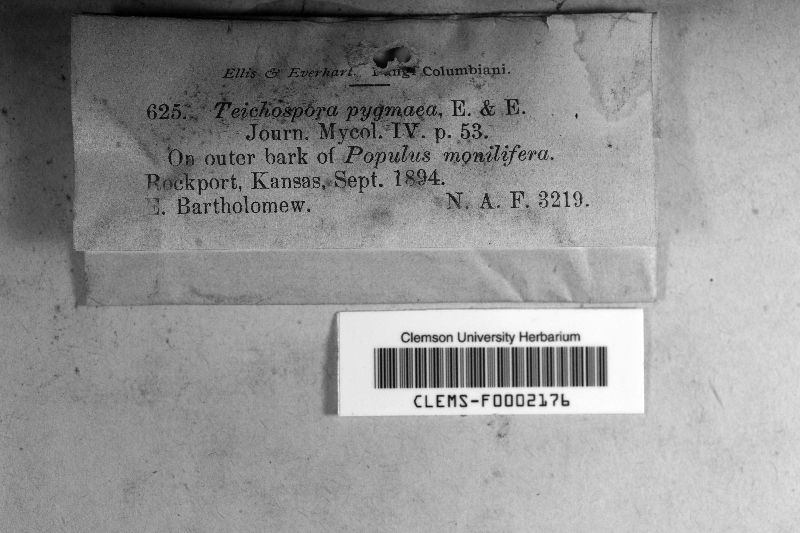 Ellis & Everhart. Fungi Columbiani.
625. Teichospora pygmaea, E. & E.
Journ. Mycol. IV. p. 53.
On outer bark of Populus monilifera.
Rockport, Kansas, Sept. 1894.
E. Bartholomew. N. A. F. 3219.
Clemson University Herbarium
CLEMS-F0002176